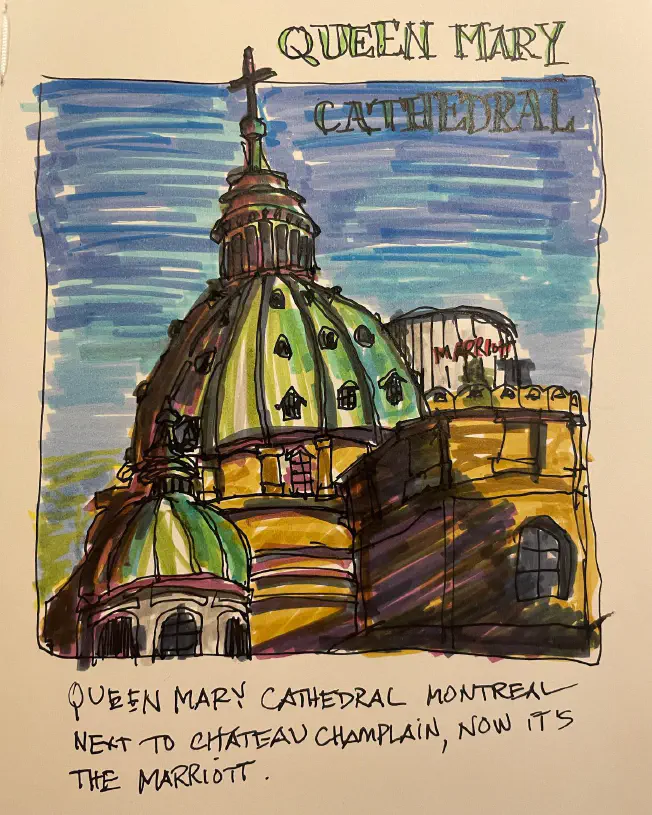 QUEEN MARY
CATHEDRAL
MARRIOTT
QUEEN MARY CATHEDRAL MONTREAL
NEXT TO CHATEAU CHAMPLAIN, NOW IT'S
THE MARRIOTT.